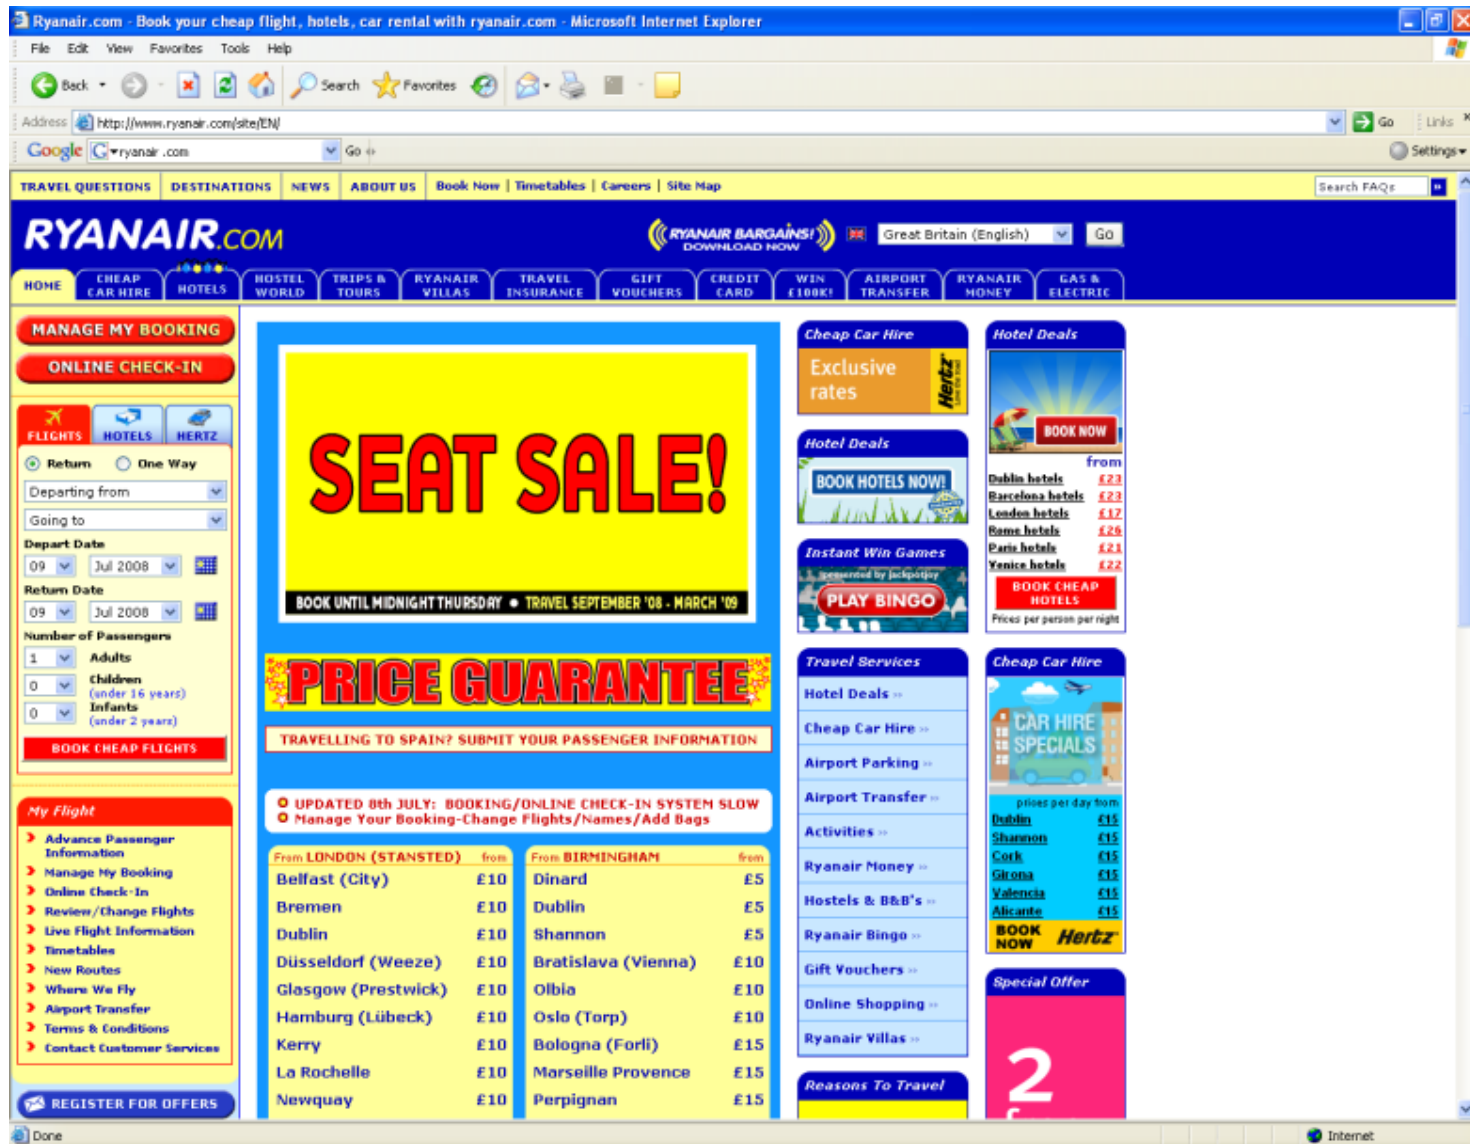 Ryanair.com - Book your cheap flight, hotels, car rental with ryanair.com - Microsoft Internet Explorer
File Edit View Favorites Tools Help
Back Search Favorites
Address http://www.ryanair.com/site/EN/ Go Links
Google ryanair .com Go Settings
TRAVEL QUESTIONS DESTINATIONS NEWS ABOUT US Book Now | Timetables | Careers | Site Map Search FAQs
RYANAIR.COM
RYANAIR BARGAINS!
DOWNLOAD NOW
Great Britain (English) Go
HOME
CHEAP CAR HIRE
HOTELS
HOSTEL WORLD
TRIPS & TOURS
RYANAIR VILLAS
TRAVEL INSURANCE
GIFT VOUCHERS
CREDIT CARD
WIN £100K!
AIRPORT TRANSFER
RYANAIR MONEY
GAS & ELECTRIC
MANAGE MY BOOKING
ONLINE CHECK-IN
FLIGHTS HOTELS HERTZ
Return One Way
Departing from
Going to
Depart Date
09 Jul 2008
Return Date
09 Jul 2008
Number of Passengers
1 Adults
0 Children
(under 16 years)
0 Infants
(under 2 years)
BOOK CHEAP FLIGHTS
My Flight
Advance Passenger
Information
Manage My Booking
Online Check-In
Review/Change Flights
Live Flight Information
Timetables
New Routes
Where We Fly
Airport Transfer
Terms & Conditions
Contact Customer Services
REGISTER FOR OFFERS
SEAT SALE!
BOOK UNTIL MIDNIGHT THURSDAY ● TRAVEL SEPTEMBER '08 - MARCH '09
PRICE GUARANTEE
TRAVELLING TO SPAIN? SUBMIT YOUR PASSENGER INFORMATION
UPDATED 8th JULY: BOOKING/ONLINE CHECK-IN SYSTEM SLOW
Manage Your Booking-Change Flights/Names/Add Bags
From LONDON (STANSTED) from
Belfast (City) £10
Bremen £10
Dublin £10
Düsseldorf (Weeze) £10
Glasgow (Prestwick) £10
Hamburg (Lübeck) £10
Kerry £10
La Rochelle £10
Newquay £10
From BIRMINGHAM from
Dinard £5
Dublin £5
Shannon £5
Bratislava (Vienna) £10
Olbia £10
Oslo (Torp) £10
Bologna (Forli) £15
Marseille Provence £15
Perpignan £15
Cheap Car Hire
Exclusive
rates
Hertz
Hotel Deals
BOOK HOTELS NOW!
Instant Win Games
presented by jackpotjoy
PLAY BINGO
Travel Services
Hotel Deals »
Cheap Car Hire »
Airport Parking »
Airport Transfer »
Activities »
Ryanair Money »
Hostels & B&B's »
Ryanair Bingo »
Gift Vouchers »
Online Shopping »
Ryanair Villas »
Reasons To Travel
Hotel Deals
BOOK NOW
from
Dublin hotels £23
Barcelona hotels £23
London hotels £17
Rome hotels £26
Paris hotels £21
Venice hotels £22
BOOK CHEAP
HOTELS
Prices per person per night
Cheap Car Hire
CAR HIRE
SPECIALS
prices per day from
Dublin £15
Shannon £15
Cork £15
Girona £15
Valencia £15
Alicante £15
BOOK
NOW Hertz
Special Offer
2
Done Internet